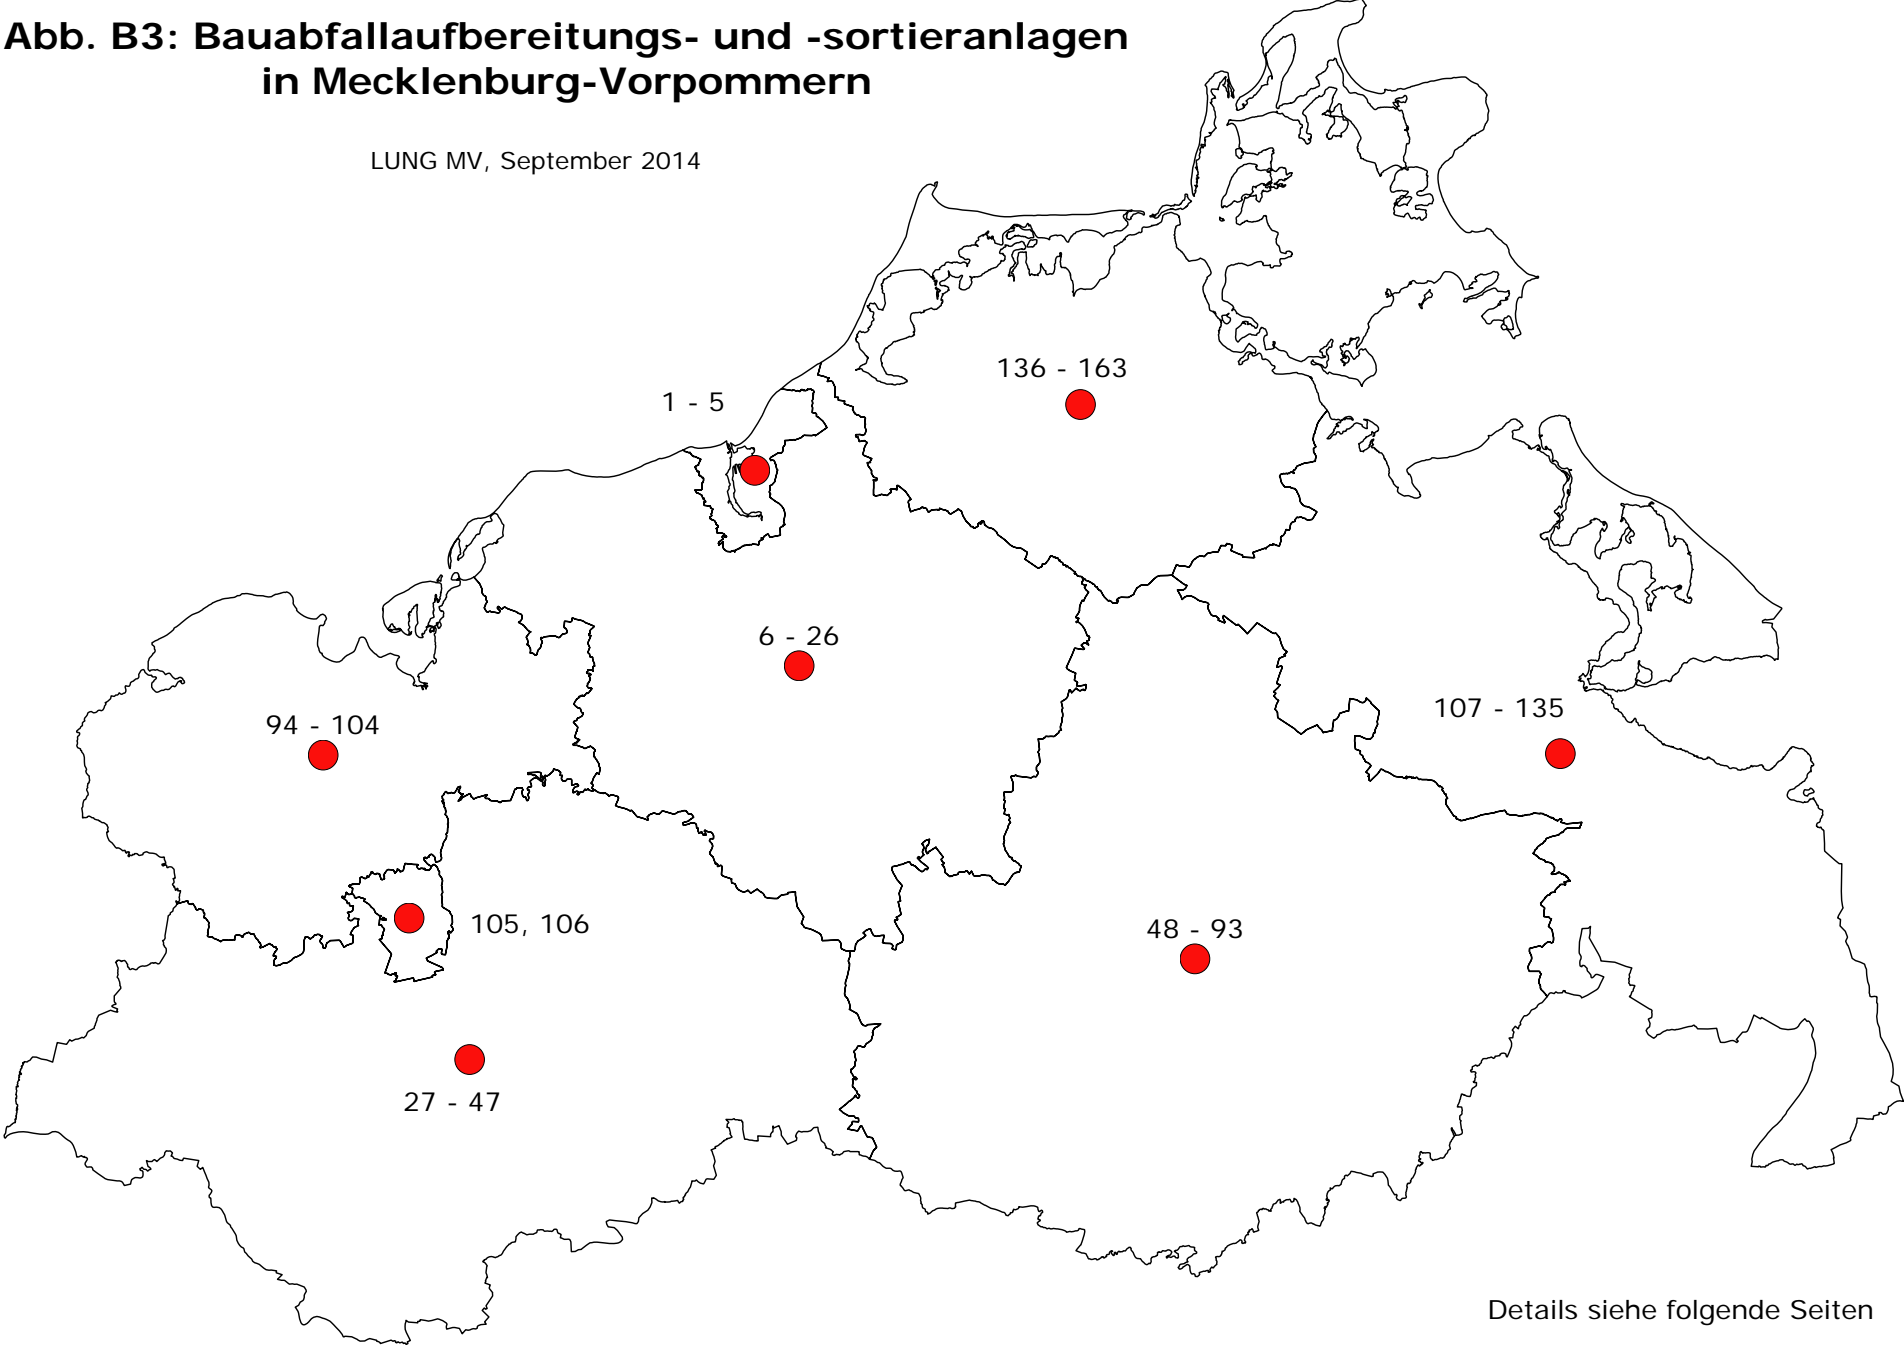 Abb. B3: Bauabfallaufbereitungs- und -sortieranlagen
in Mecklenburg-Vorpommern
LUNG MV, September 2014
136 - 163
1 - 5
6 - 26
107 - 135
94 - 104
105, 106
48 - 93
27 - 47
Details siehe folgende Seiten